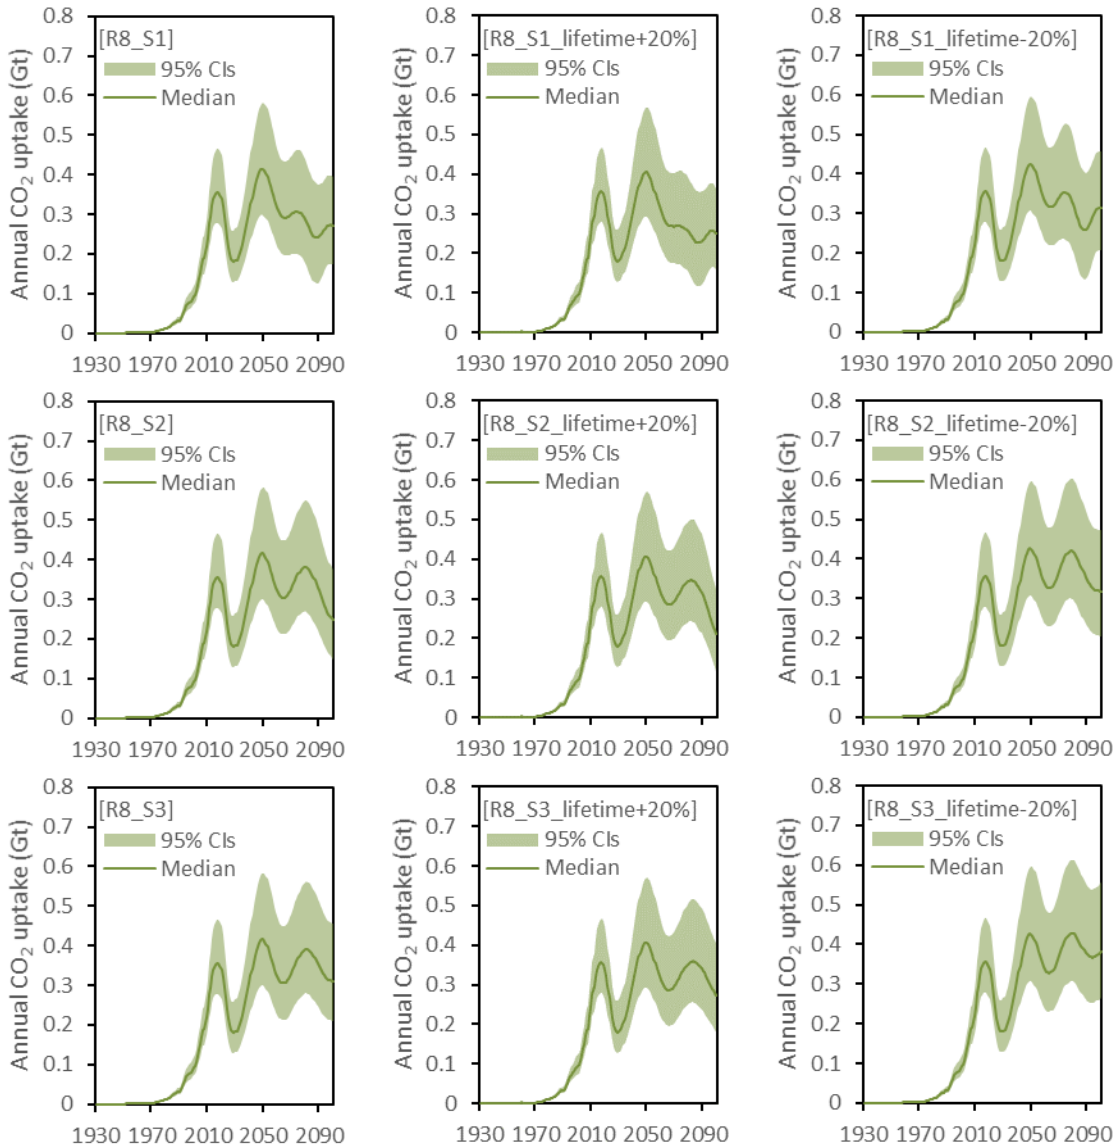 Annual CO₂ uptake (Gt)
0.8
0.7
0.6
0.5
0.4
0.3
0.2
0.1
0
[R8_S1]
95% CIs
Median
1930 1970 2010 2050 2090
Annual CO₂ uptake (Gt)
0.8
0.7
0.6
0.5
0.4
0.3
0.2
0.1
0
[R8_S1_lifetime+20%]
95% CIs
Median
1930 1970 2010 2050 2090
Annual CO₂ uptake (Gt)
0.8
0.7
0.6
0.5
0.4
0.3
0.2
0.1
0
[R8_S1_lifetime-20%]
95% CIs
Median
1930 1970 2010 2050 2090
Annual CO₂ uptake (Gt)
0.8
0.7
0.6
0.5
0.4
0.3
0.2
0.1
0
[R8_S2]
95% CIs
Median
1930 1970 2010 2050 2090
Annual CO₂ uptake (Gt)
0.8
0.7
0.6
0.5
0.4
0.3
0.2
0.1
0
[R8_S2_lifetime+20%]
95% CIs
Median
1930 1970 2010 2050 2090
Annual CO₂ uptake (Gt)
0.8
0.7
0.6
0.5
0.4
0.3
0.2
0.1
0
[R8_S2_lifetime-20%]
95% CIs
Median
1930 1970 2010 2050 2090
Annual CO₂ uptake (Gt)
0.8
0.7
0.6
0.5
0.4
0.3
0.2
0.1
0
[R8_S3]
95% CIs
Median
1930 1970 2010 2050 2090
Annual CO₂ uptake (Gt)
0.8
0.7
0.6
0.5
0.4
0.3
0.2
0.1
0
[R8_S3_lifetime+20%]
95% CIs
Median
1930 1970 2010 2050 2090
Annual CO₂ uptake (Gt)
0.8
0.7
0.6
0.5
0.4
0.3
0.2
0.1
0
[R8_S3_lifetime-20%]
95% CIs
Median
1930 1970 2010 2050 2090